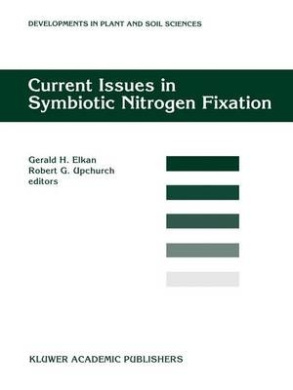 DEVELOPMENTS IN PLANT AND SOIL SCIENCES
Current Issues in
Symbiotic Nitrogen Fixation
Gerald H. Elkan
Robert G. Upchurch
editors
KLUWER ACADEMIC PUBLISHERS